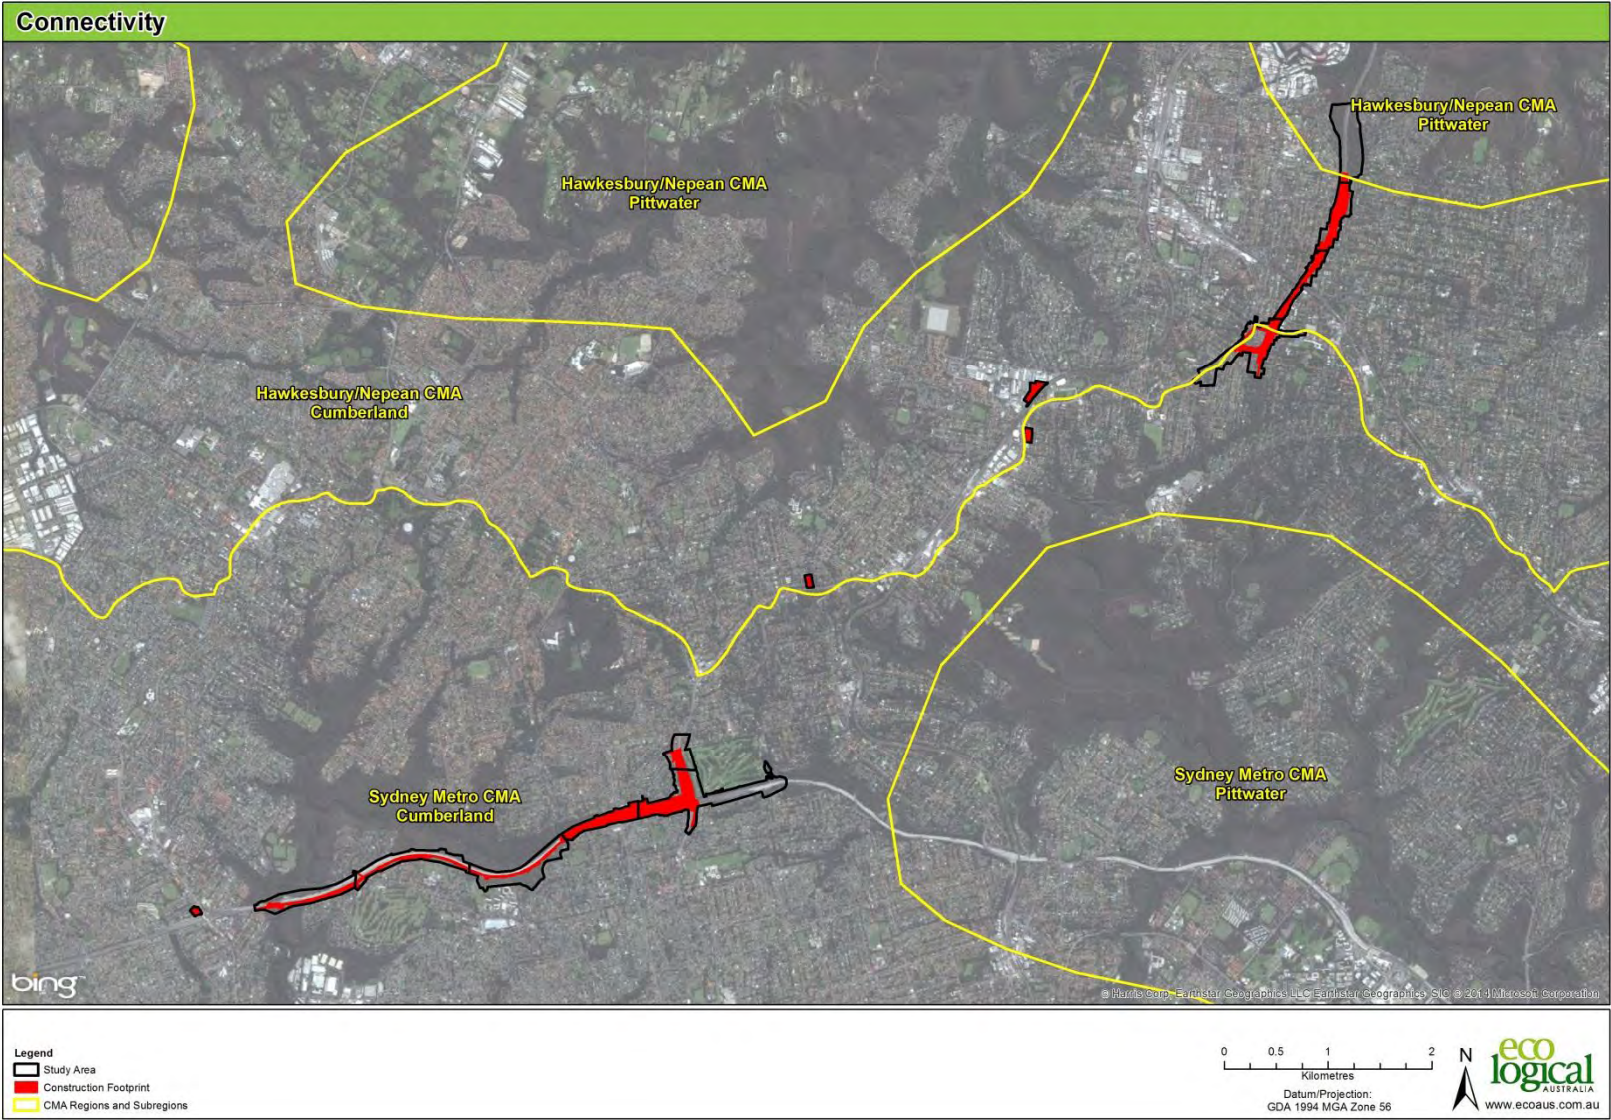 Connectivity
Hawkesbury/Nepean CMA
Pittwater
Hawkesbury/Nepean CMA
Pittwater
Hawkesbury/Nepean CMA
Cumberland
Sydney Metro CMA
Cumberland
Sydney Metro CMA
Pittwater
bing
© Harris Corp, Earthstar Geographics LLC Earthstar Geographics SIO © 2014 Microsoft Corporation
Legend
Study Area
Construction Footprint
CMA Regions and Subregions
0 0.5 1 2
Kilometres
Datum/Projection:
GDA 1994 MGA Zone 56
N
eco
logical
AUSTRALIA
www.ecoaus.com.au